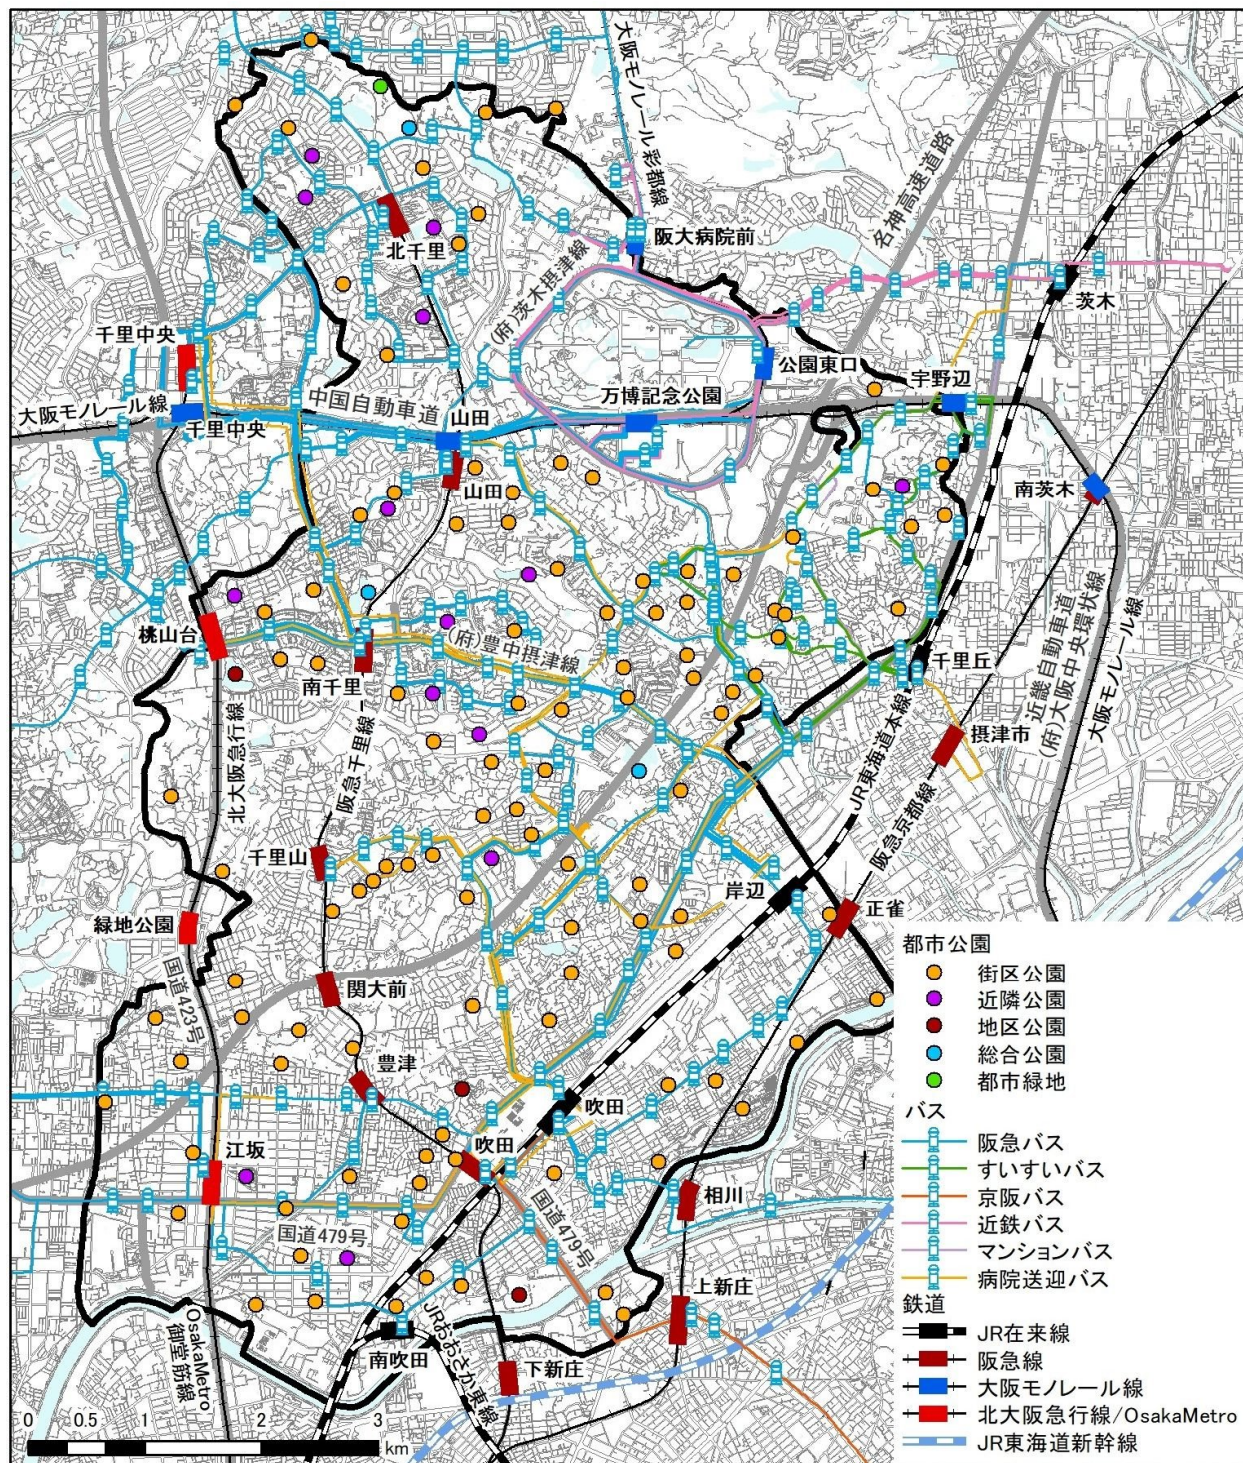 大阪モノレール彩都線
名神高速道路
阪大病院前
北千里
(府)茨木摂津線
茨木
千里中央
公園東口
宇野辺
万博記念公園
中国自動車道
大阪モノレール線
千里中央
山田
山田
南茨木
桃山台
(府)豊中摂津線
南千里
千里丘
近畿自動車道
(府)大阪中央環状線
大阪モノレール線
北大阪急行線
阪急千里線
JR東海道本線
摂津市
阪急京都線
千里山
岸辺
正雀
緑地公園
国道423号
関大前
豊津
吹田
江坂
吹田
相川
国道479号
国道479号
上新庄
OsakaMetro
御堂筋線
南吹田
JRおおさか東線
下新庄
0 0.5 1 2 3
km
都市公園
街区公園
近隣公園
地区公園
総合公園
都市緑地
バス
阪急バス
すいすいバス
京阪バス
近鉄バス
マンションバス
病院送迎バス
鉄道
JR在来線
阪急線
大阪モノレール線
北大阪急行線/OsakaMetro
JR東海道新幹線